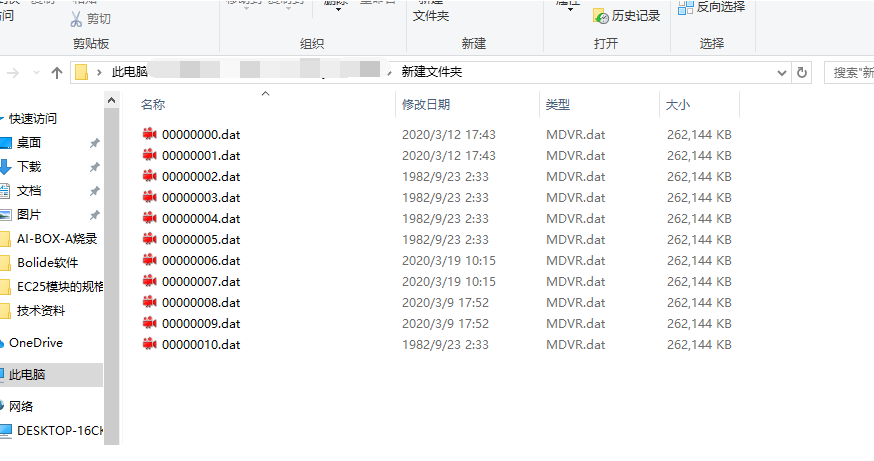 剪切
文件夹
历史记录
反向选择
剪贴板
组织
新建
打开
选择
此电脑
新建文件夹
搜索"新
名称
修改日期
类型
大小
快速访问
桌面
下载
文档
图片
AI-BOX-A烧录
Bolide软件
EC25模块的规格
技术资料
OneDrive
此电脑
网络
DESKTOP-16CK
00000000.dat 2020/3/12 17:43 MDVR.dat 262,144 KB
00000001.dat 2020/3/12 17:43 MDVR.dat 262,144 KB
00000002.dat 1982/9/23 2:33 MDVR.dat 262,144 KB
00000003.dat 1982/9/23 2:33 MDVR.dat 262,144 KB
00000004.dat 1982/9/23 2:33 MDVR.dat 262,144 KB
00000005.dat 1982/9/23 2:33 MDVR.dat 262,144 KB
00000006.dat 2020/3/19 10:15 MDVR.dat 262,144 KB
00000007.dat 2020/3/19 10:15 MDVR.dat 262,144 KB
00000008.dat 2020/3/9 17:52 MDVR.dat 262,144 KB
00000009.dat 2020/3/9 17:52 MDVR.dat 262,144 KB
00000010.dat 1982/9/23 2:33 MDVR.dat 262,144 KB